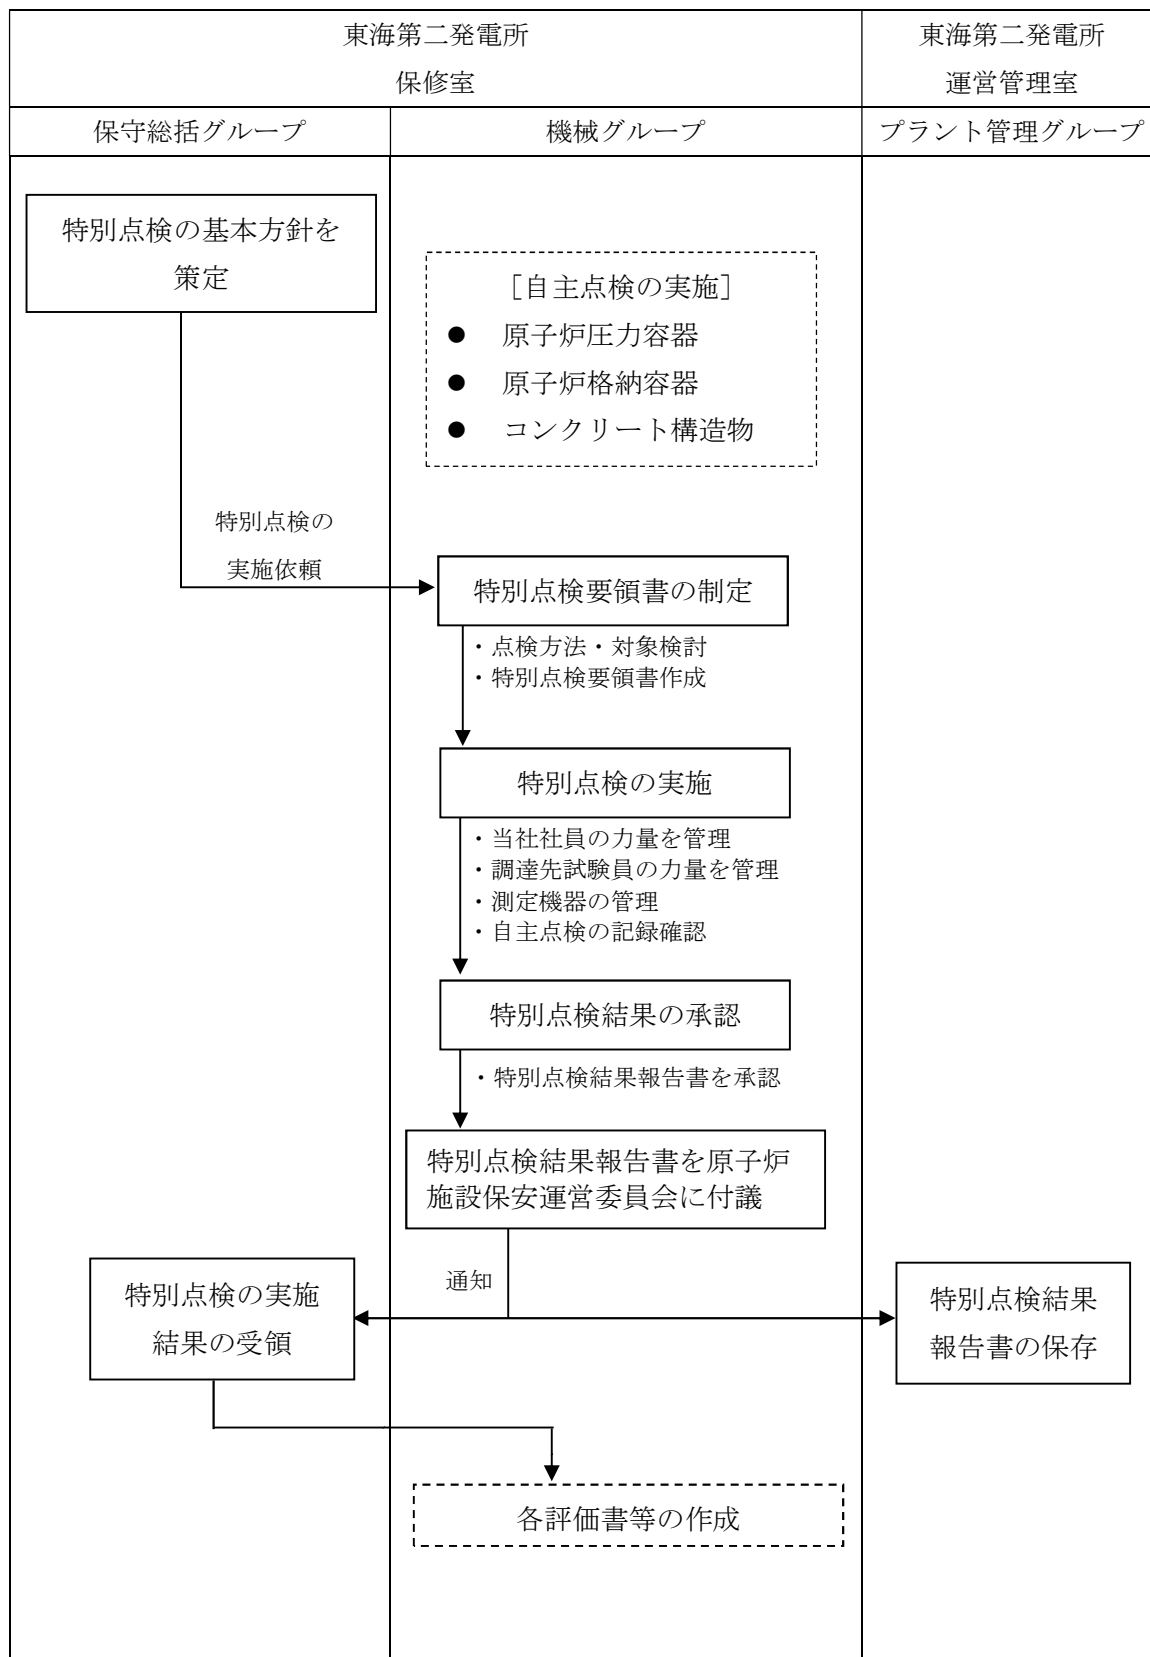 東海第二発電所
保修室
東海第二発電所
運営管理室
保守総括グループ
機械グループ
プラント管理グループ
特別点検の基本方針を
策定
［自主点検の実施］
● 原子炉圧力容器
● 原子炉格納容器
● コンクリート構造物
特別点検の
実施依頼
特別点検要領書の制定
・点検方法・対象検討
・特別点検要領書作成
特別点検の実施
・当社社員の力量を管理
・調達先試験員の力量を管理
・測定機器の管理
・自主点検の記録確認
特別点検結果の承認
・特別点検結果報告書を承認
特別点検結果報告書を原子炉
施設保安運営委員会に付議
通知
特別点検の実施
結果の受領
特別点検結果
報告書の保存
各評価書等の作成